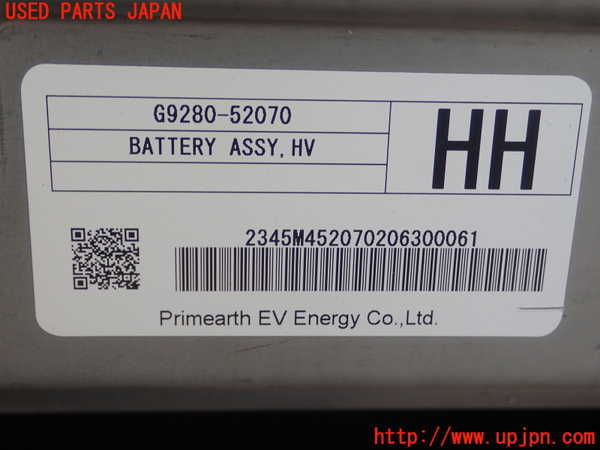 USED PARTS JAPAN
G9280-52070
BATTERY ASSY,HV
HH
2345M452070206300061
Primearth EV Energy Co.,Ltd.
http://www.upjpn.com/